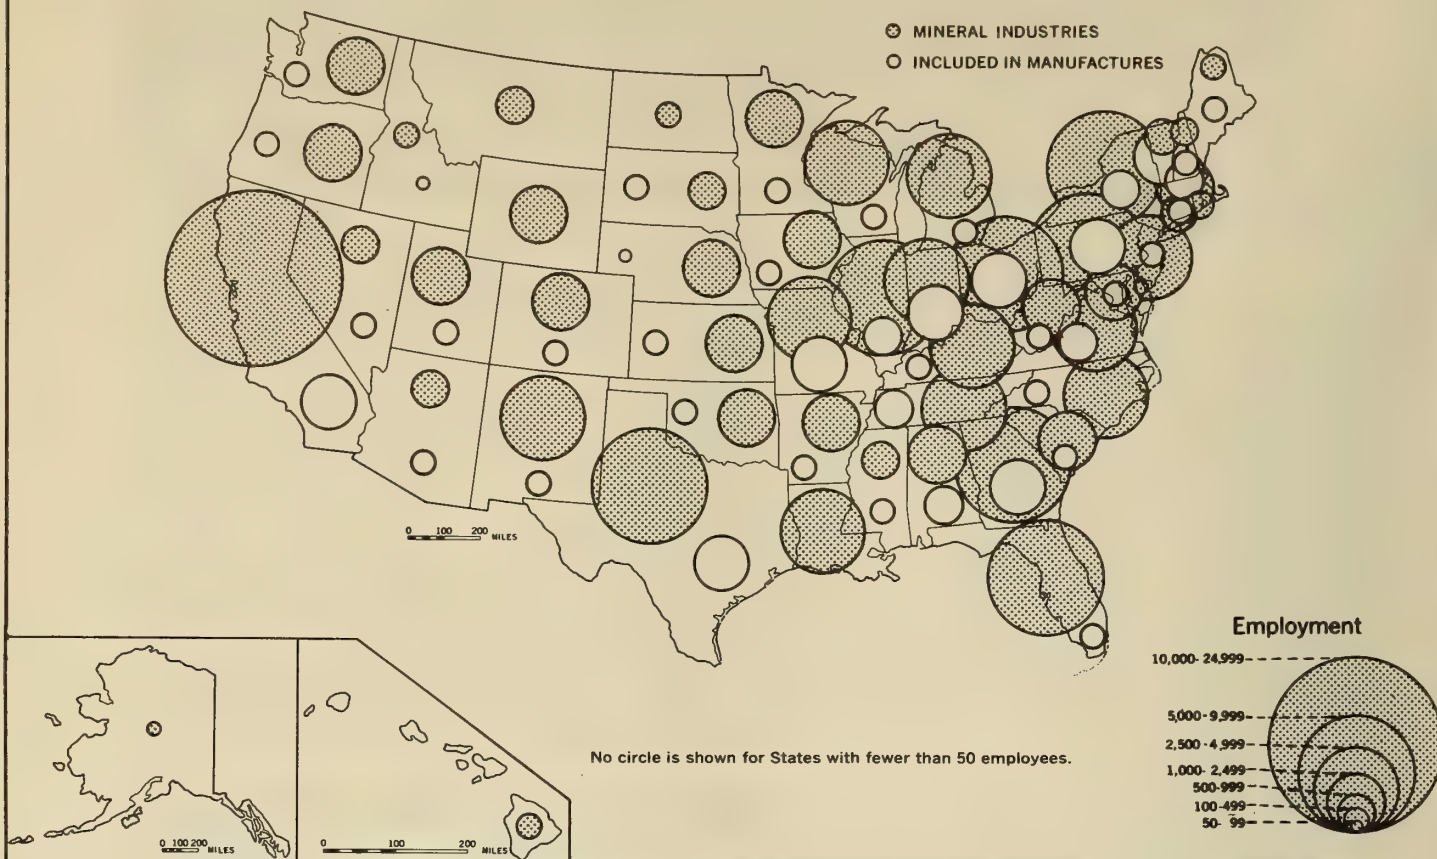 MINERAL INDUSTRIES
INCLUDED IN MANUFACTURES
0 100 200 MILES
Employment
10,000-24,999
5,000-9,999
2,500-4,999
1,000-2,499
500-999
100-499
50-99
No circle is shown for States with fewer than 50 employees.
0 100 200 MILES
0 100 200 MILES